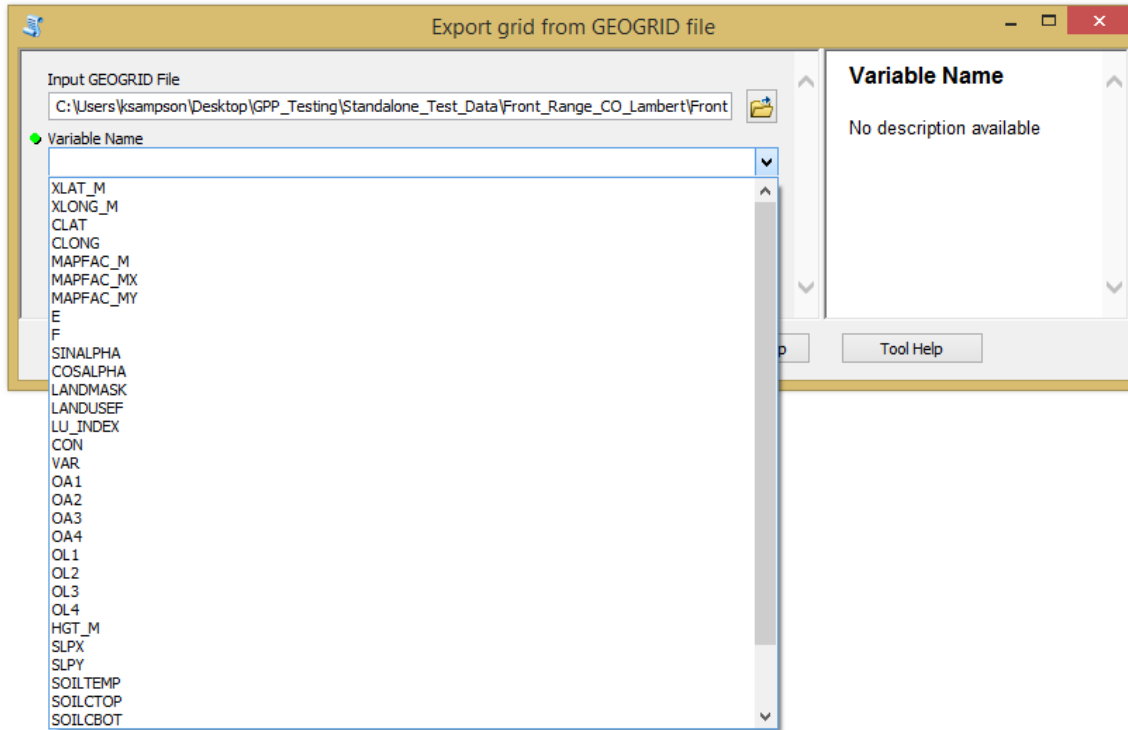 Export grid from GEOGRID file
Input GEOGRID File
C:\Users\ksampson\Desktop\GPP_Testing\Standalone_Test_Data\Front_Range_CO_Lambert\Front
Variable Name
XLAT_M
XLONG_M
CLAT
CLONG
MAPFAC_M
MAPFAC_MX
MAPFAC_MY
E
F
SINALPHA
COSALPHA
LANDMASK
LANDUSEF
LU_INDEX
CON
VAR
OA1
OA2
OA3
OA4
OL1
OL2
OL3
OL4
HGT_M
SLPX
SLPY
SOILTEMP
SOILCTOP
SOILCBOT
Variable Name
No description available
p
Tool Help